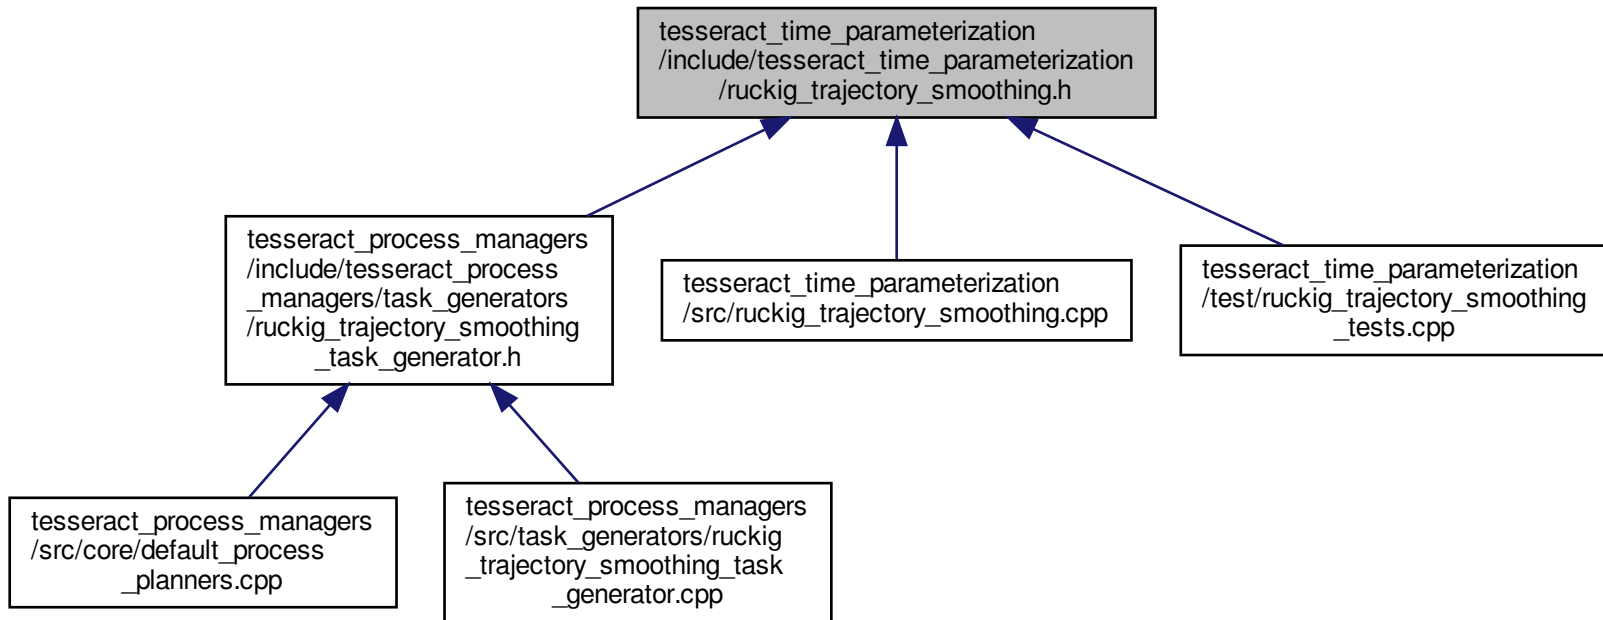 tesseract_time_parameterization
/include/tesseract_time_parameterization
/ruckig_trajectory_smoothing.h
tesseract_process_managers
/include/tesseract_process
_managers/task_generators
/ruckig_trajectory_smoothing
_task_generator.h
tesseract_time_parameterization
/src/ruckig_trajectory_smoothing.cpp
tesseract_time_parameterization
/test/ruckig_trajectory_smoothing
_tests.cpp
tesseract_process_managers
/src/core/default_process
_planners.cpp
tesseract_process_managers
/src/task_generators/ruckig
_trajectory_smoothing_task
_generator.cpp